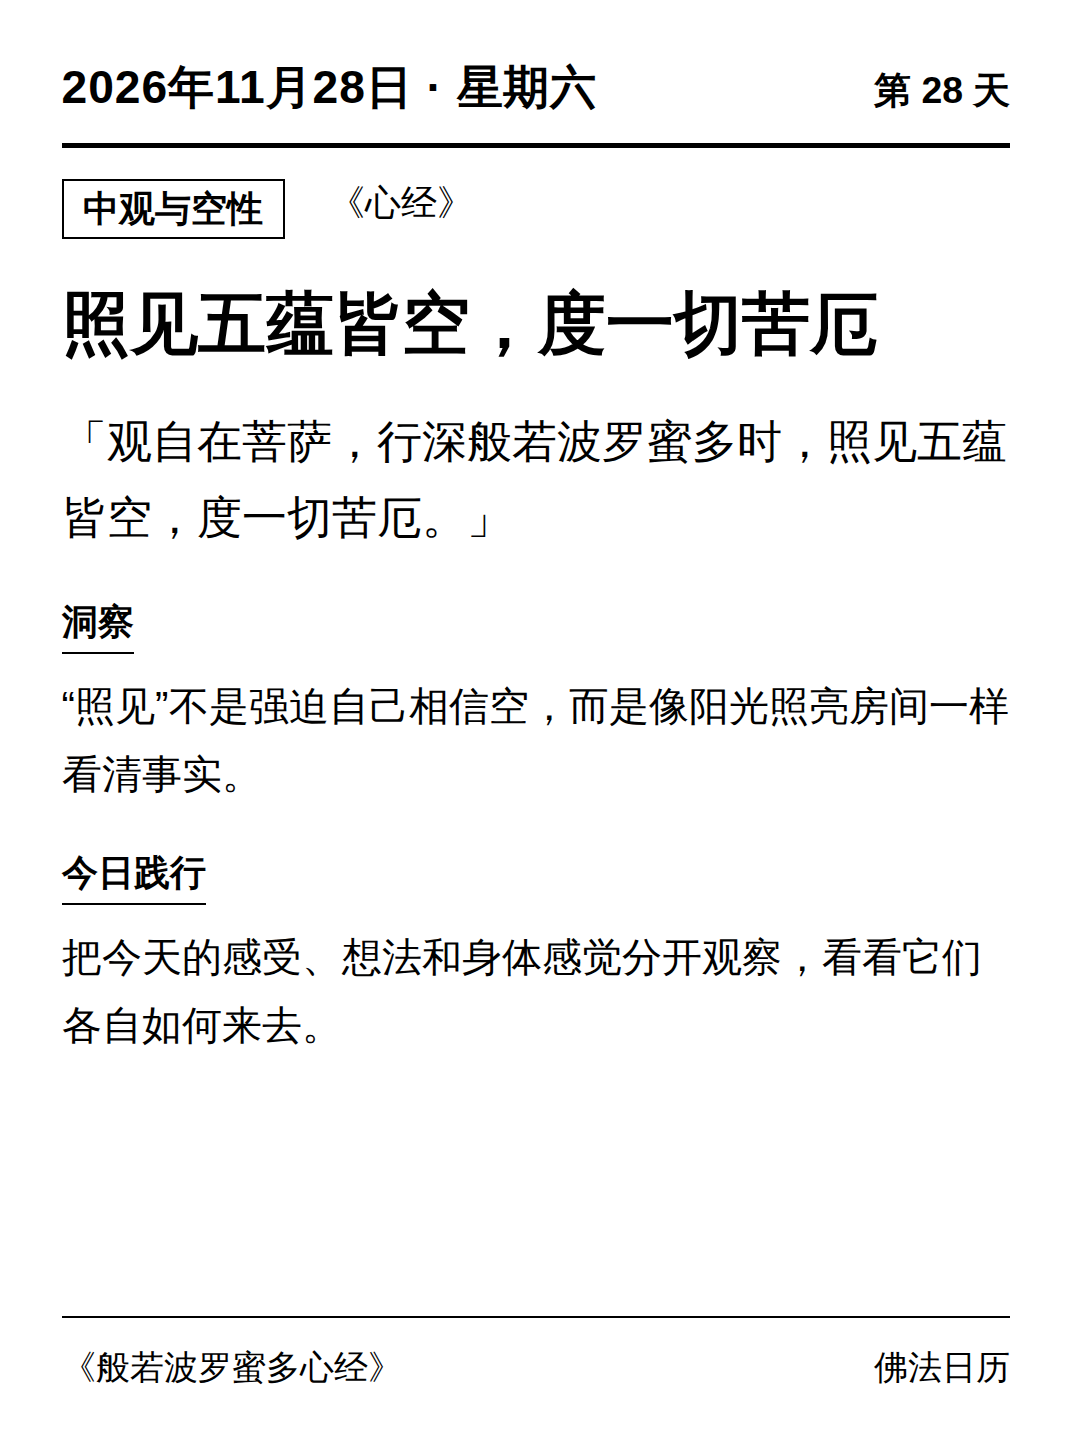 2026年11月28日 · 星期六
第 28 天
中观与空性
《心经》
照见五蕴皆空，度一切苦厄
「观自在菩萨，行深般若波罗蜜多时，照见五蕴
皆空，度一切苦厄。」
洞察
“照见”不是强迫自己相信空，而是像阳光照亮房间一样
看清事实。
今日践行
把今天的感受、想法和身体感觉分开观察，看看它们
各自如何来去。
《般若波罗蜜多心经》
佛法日历